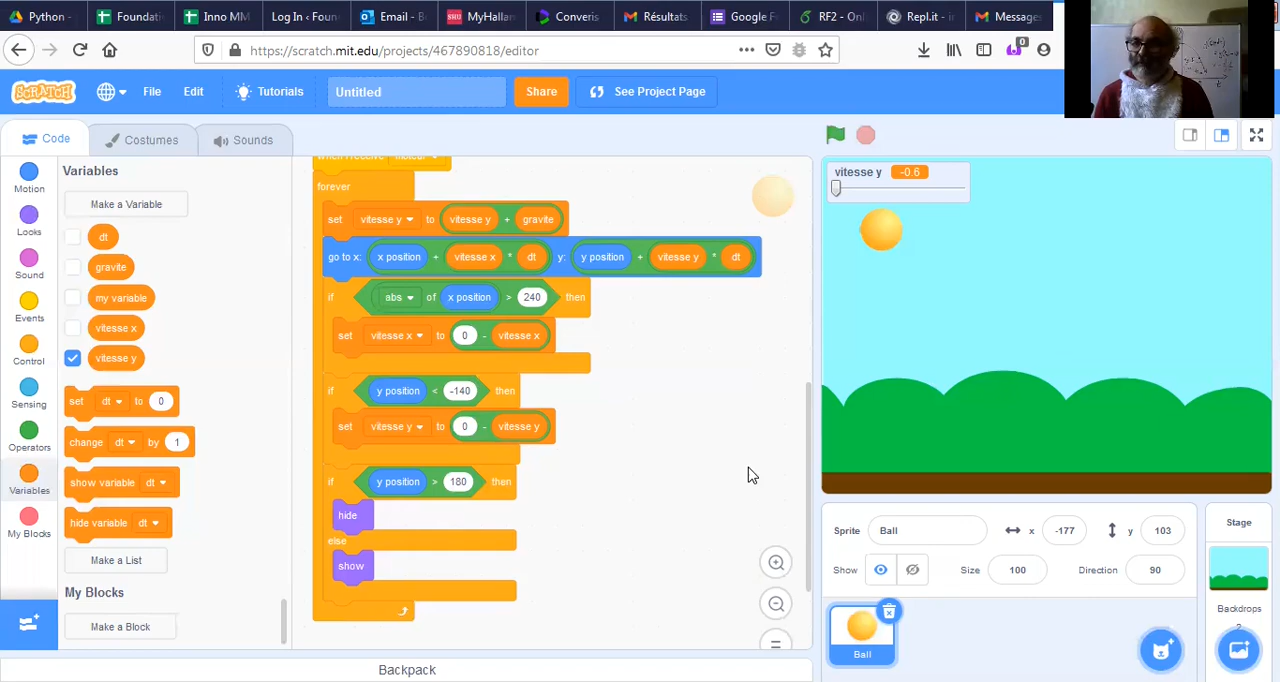 Python -
Foundati
Inno MM
Log In ‹ Foun
Email - B
SHU MyHallan
Converis
Résultats
Google F
RF2 - Onl
Repl.it - i
Messages
https://scratch.mit.edu/projects/467890818/editor
0
SCRATCH
File
Edit
Tutorials
Untitled
Share
See Project Page
Code
Costumes
Sounds
Motion
Looks
Sound
Events
Control
Sensing
Operators
Variables
My Blocks
Variables
Make a Variable
dt
gravite
my variable
vitesse x
vitesse y
set dt to 0
change dt by 1
show variable dt
hide variable dt
Make a List
My Blocks
Make a Block
forever
set vitesse y to vitesse y + gravite
go to x: x position + vitesse x * dt y: y position + vitesse y * dt
if abs of x position > 240 then
set vitesse x to 0 - vitesse x
if y position < -140 then
set vitesse y to 0 - vitesse y
if y position > 180 then
hide
else
show
vitesse y -0.6
Sprite Ball x -177 y 103
Show Size 100 Direction 90
Ball
Stage
Backdrops
Backpack